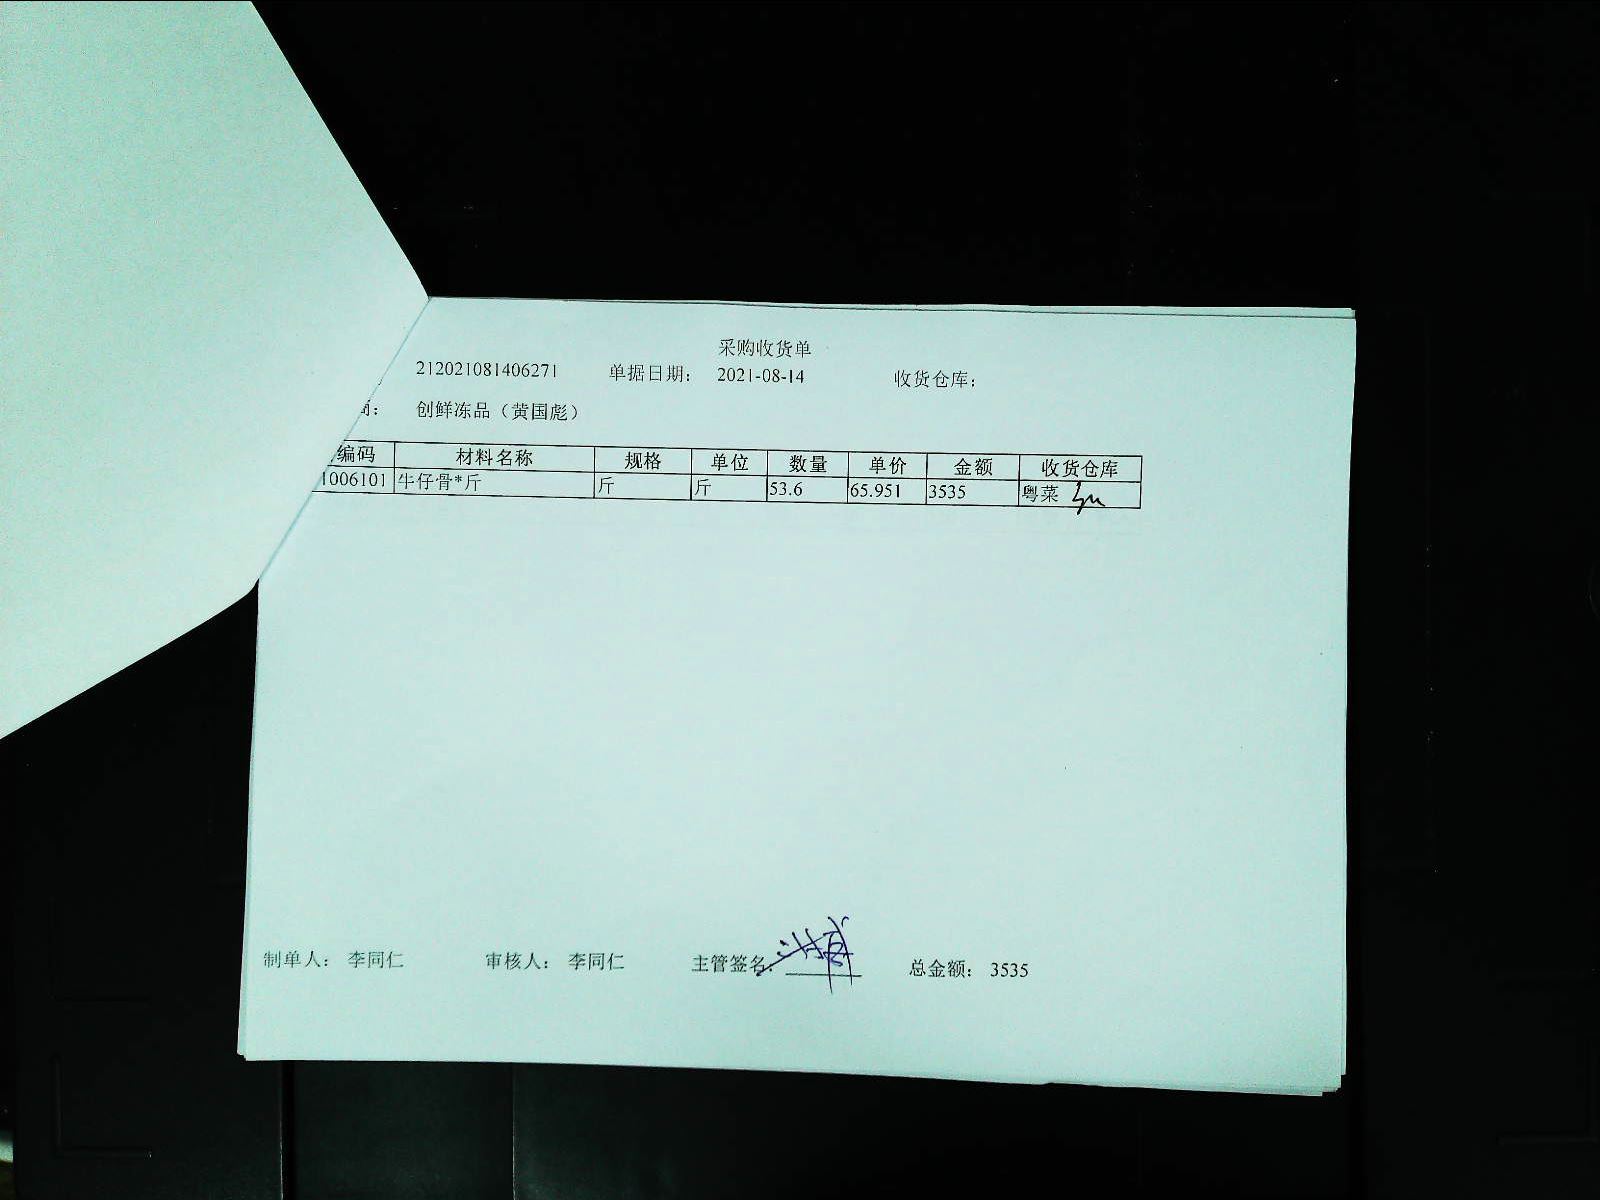 采购收货单
212021081406271 单据日期： 2021-08-14 收货仓库：
商： 创鲜冻品（黄国彪）
编码 材料名称 规格 单位 数量 单价 金额 收货仓库
1006101 牛仔骨*斤 斤 斤 53.6 65.951 3535 粤菜
制单人： 李同仁 审核人： 李同仁 主管签名： 总金额： 3535